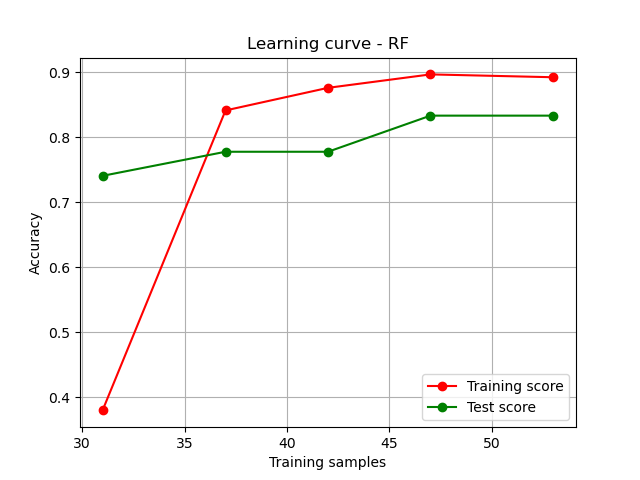 Learning curve - RF
0.9
0.8
0.7
0.6
0.5
0.4
Accuracy
30 35 40 45 50
Training samples
Training score
Test score